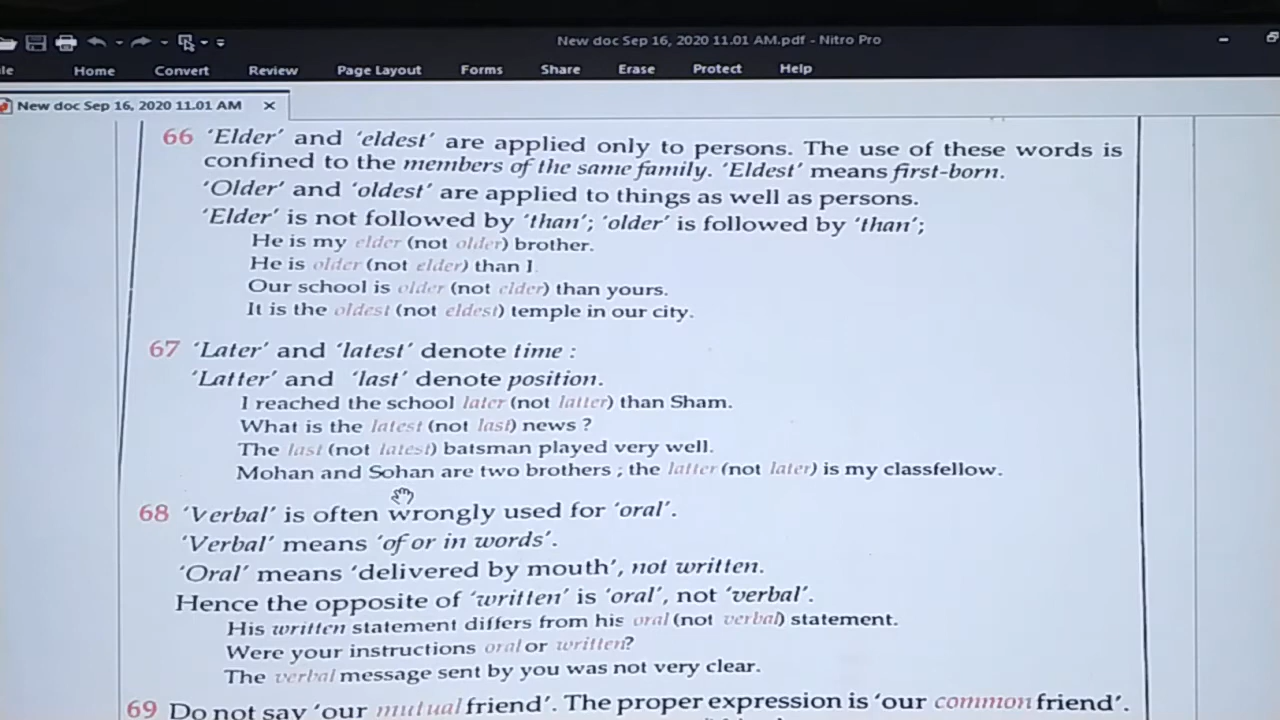 New doc Sep 16, 2020 11.01 AM.pdf - Nitro Pro
Home Convert Review Page Layout Forms Share Erase Protect Help
New doc Sep 16, 2020 11.01 AM
66 'Elder' and 'eldest' are applied only to persons. The use of these words is
confined to the members of the same family. 'Eldest' means first-born.
'Older' and 'oldest' are applied to things as well as persons.
'Elder' is not followed by 'than'; 'older' is followed by 'than';
He is my elder (not older) brother.
He is older (not elder) than I
Our school is older (not elder) than yours.
It is the oldest (not eldest) temple in our city.
67 'Later' and 'latest' denote time :
'Latter' and 'last' denote position.
I reached the school later (not latter) than Sham.
What is the latest (not last) news ?
The last (not latest) batsman played very well.
Mohan and Sohan are two brothers ; the latter (not later) is my classfellow.
68 'Verbal' is often wrongly used for 'oral'.
'Verbal' means 'of or in words'.
'Oral' means 'delivered by mouth', not written.
Hence the opposite of 'written' is 'oral', not 'verbal'.
His written statement differs from his oral (not verbal) statement.
Were your instructions oral or written?
The verbal message sent by you was not very clear.
69 Do not say 'our mutual friend'. The proper expression is 'our common friend'.